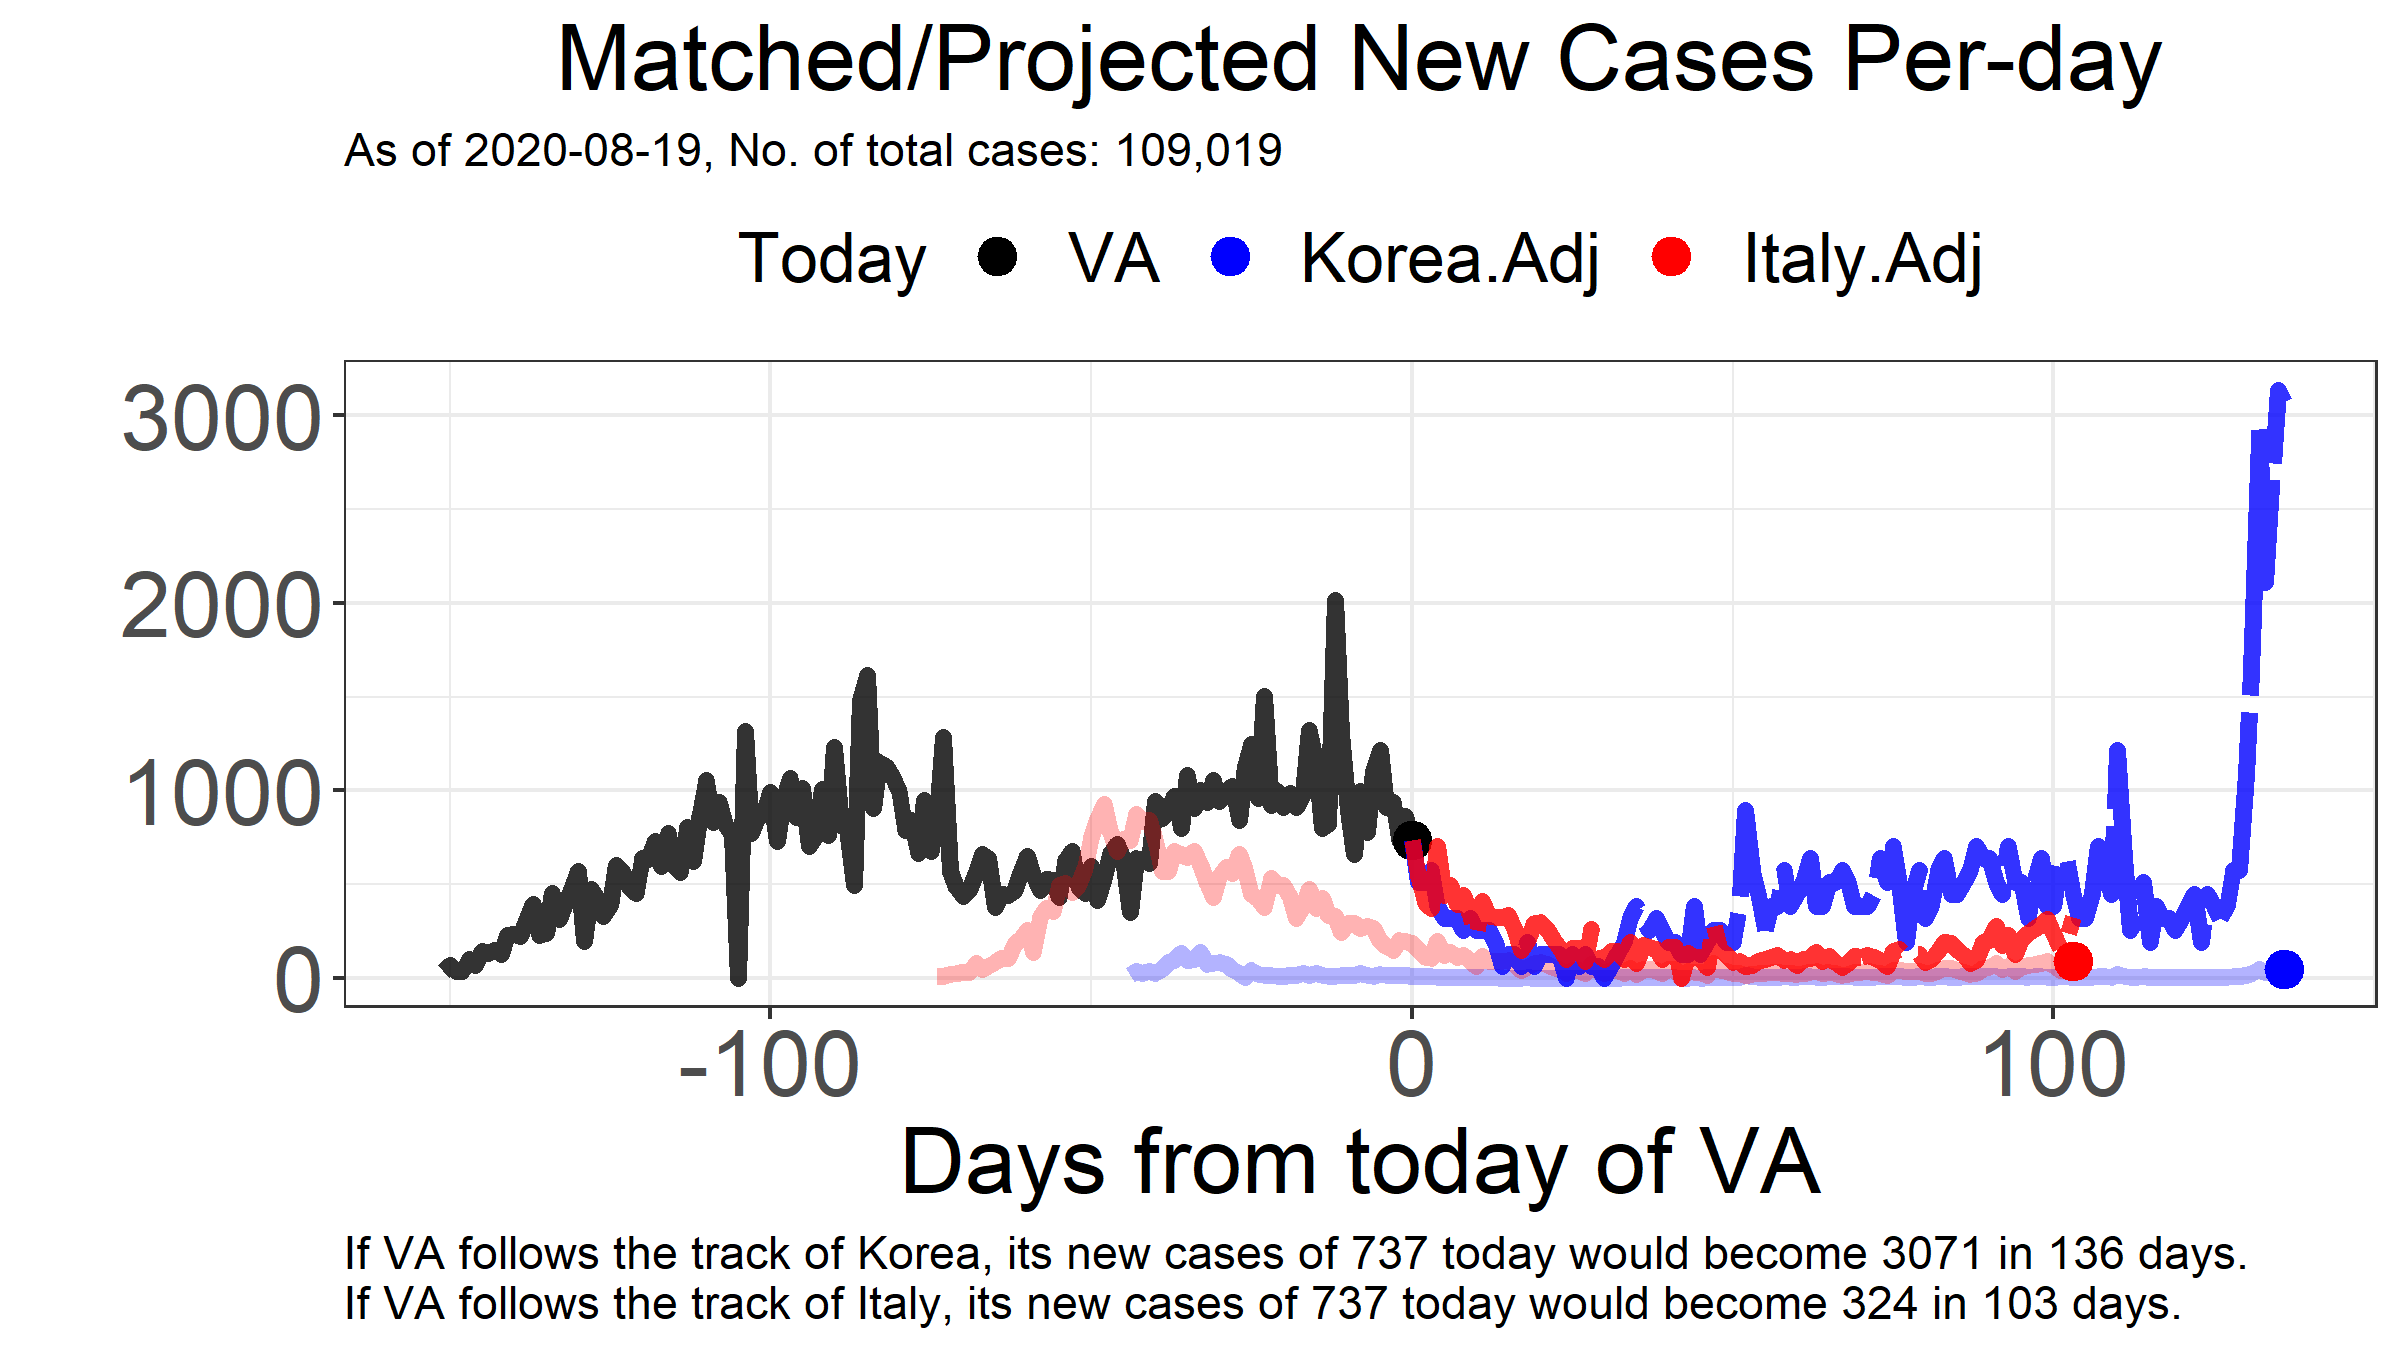 Matched/Projected New Cases Per-day
As of 2020-08-19, No. of total cases: 109,019
Today VA Korea.Adj Italy.Adj
3000
2000
1000
0
-100 0 100
Days from today of VA
If VA follows the track of Korea, its new cases of 737 today would become 3071 in 136 days.
If VA follows the track of Italy, its new cases of 737 today would become 324 in 103 days.